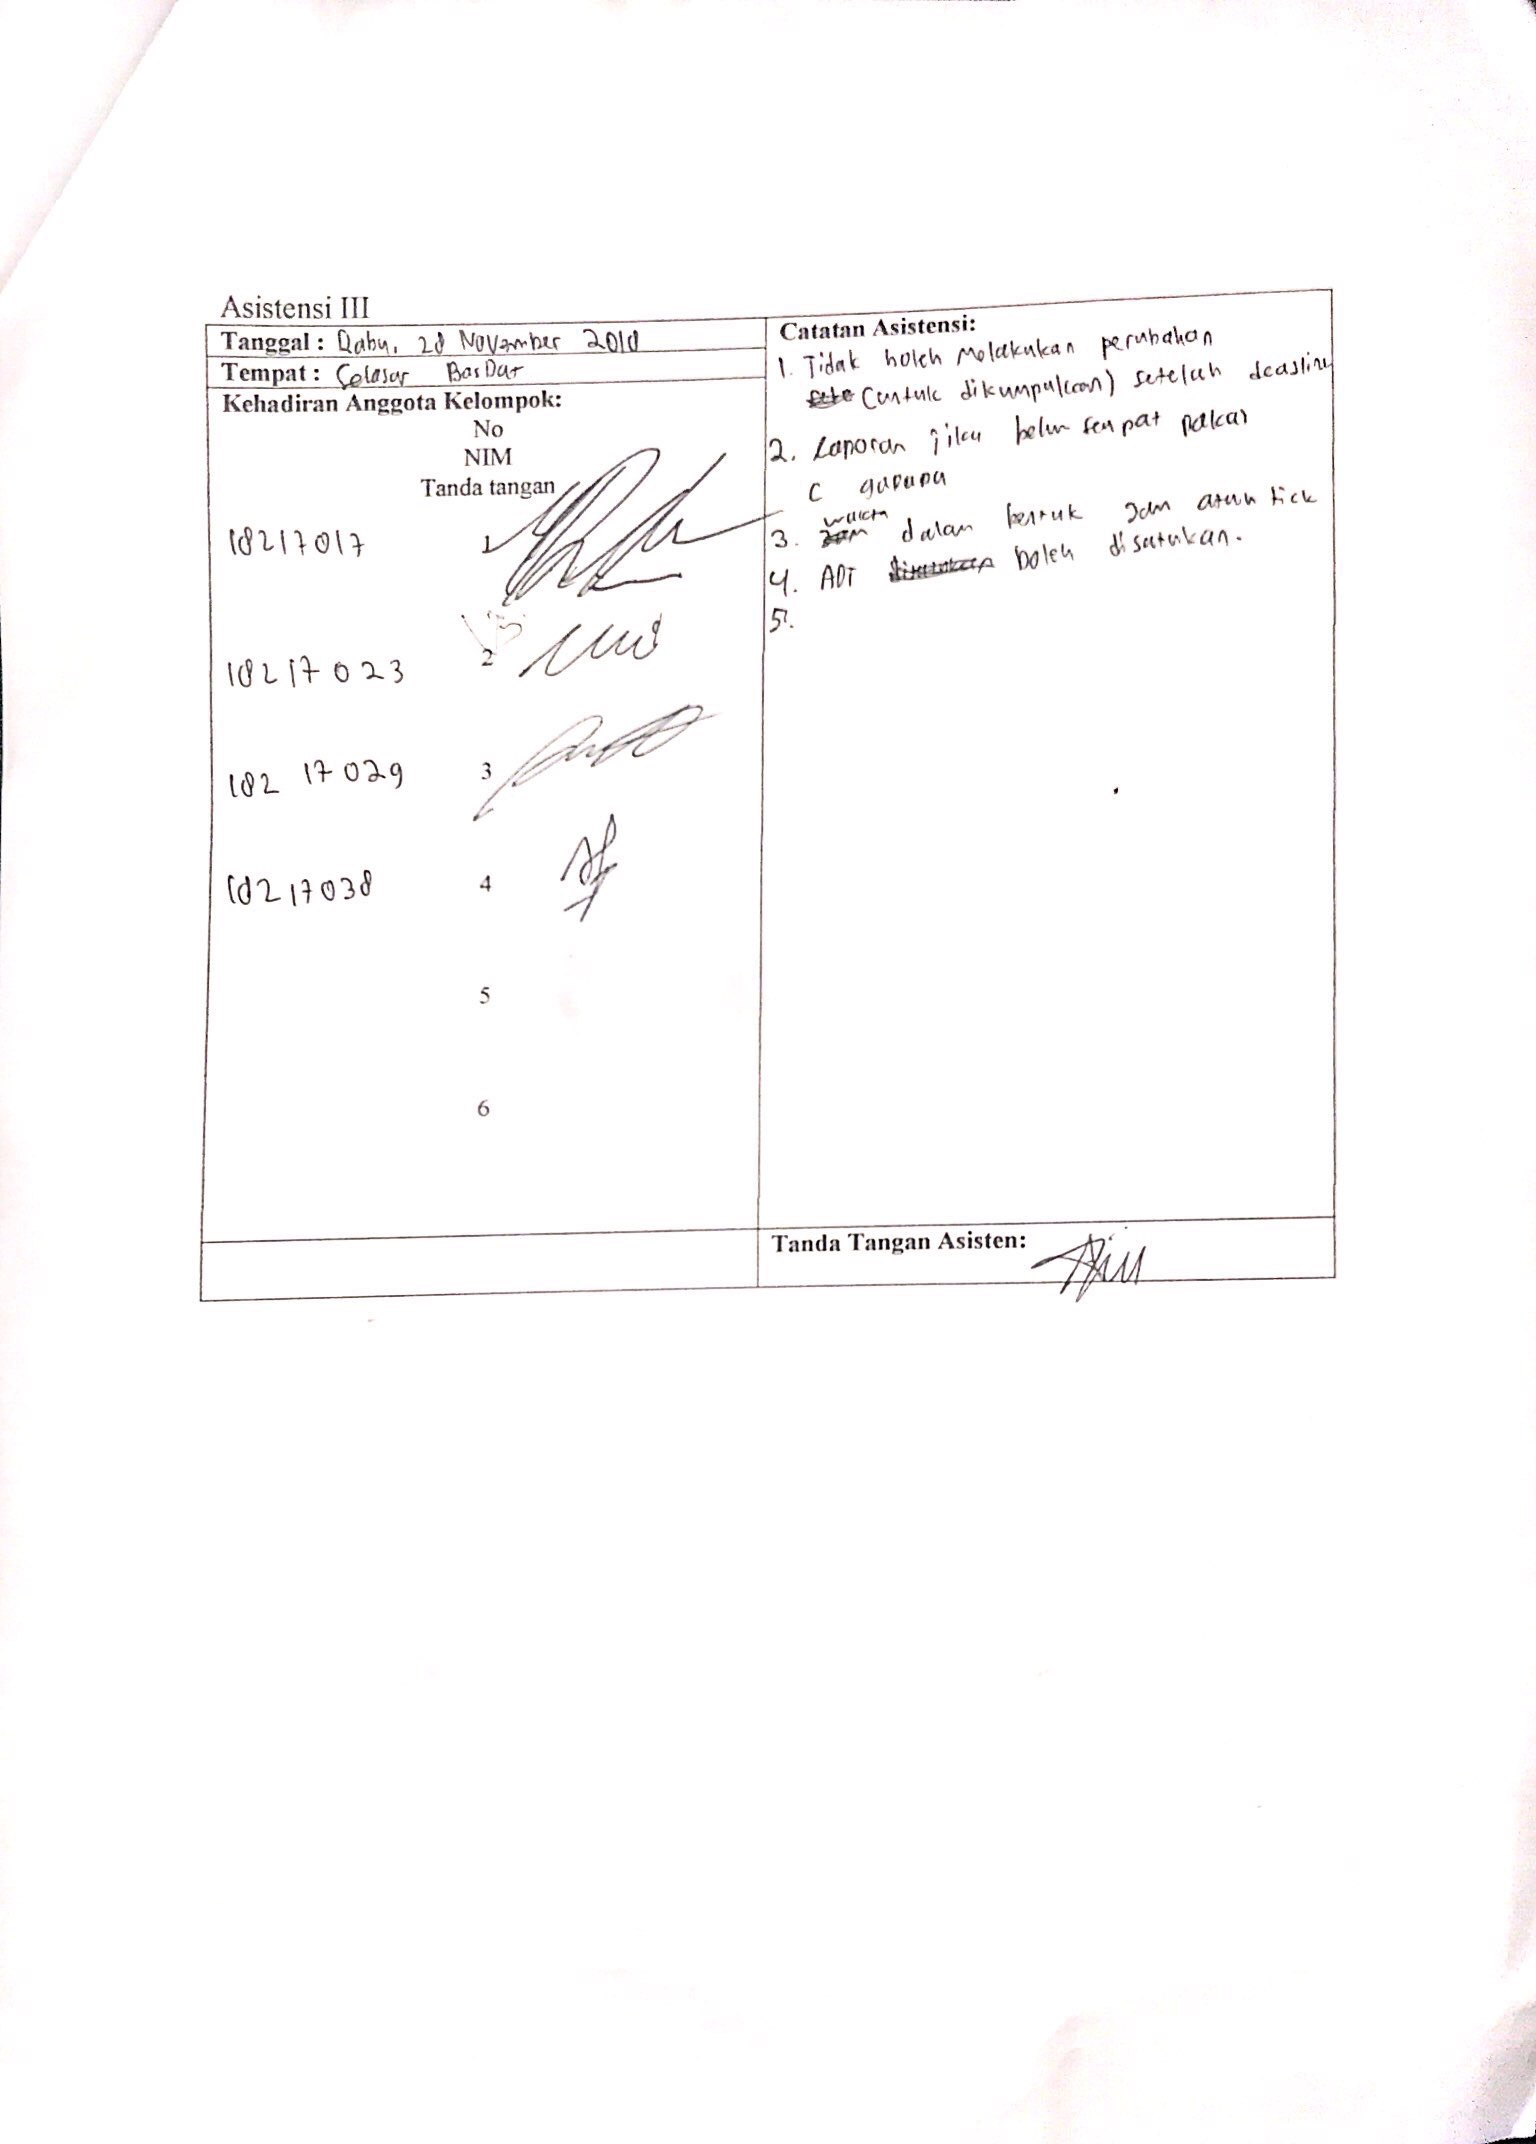 Asistensi III
Tanggal : Rabu, 28 November 2018
Tempat : Selasar BasDat
Kehadiran Anggota Kelompok:
No
NIM
Tanda tangan
18217017 1
18217023 2
18217029 3
18217038 4
5
6
Catatan Asistensi:
1. Tidak boleh melakukan perubahan
(untuk dikumpulkan) setelah deadline
2. Laporan jika belum sempat pakai
C gapapa
3. waktu dalam bentuk jam atau tick
4. ADT boleh disatukan.
5.
Tanda Tangan Asisten: